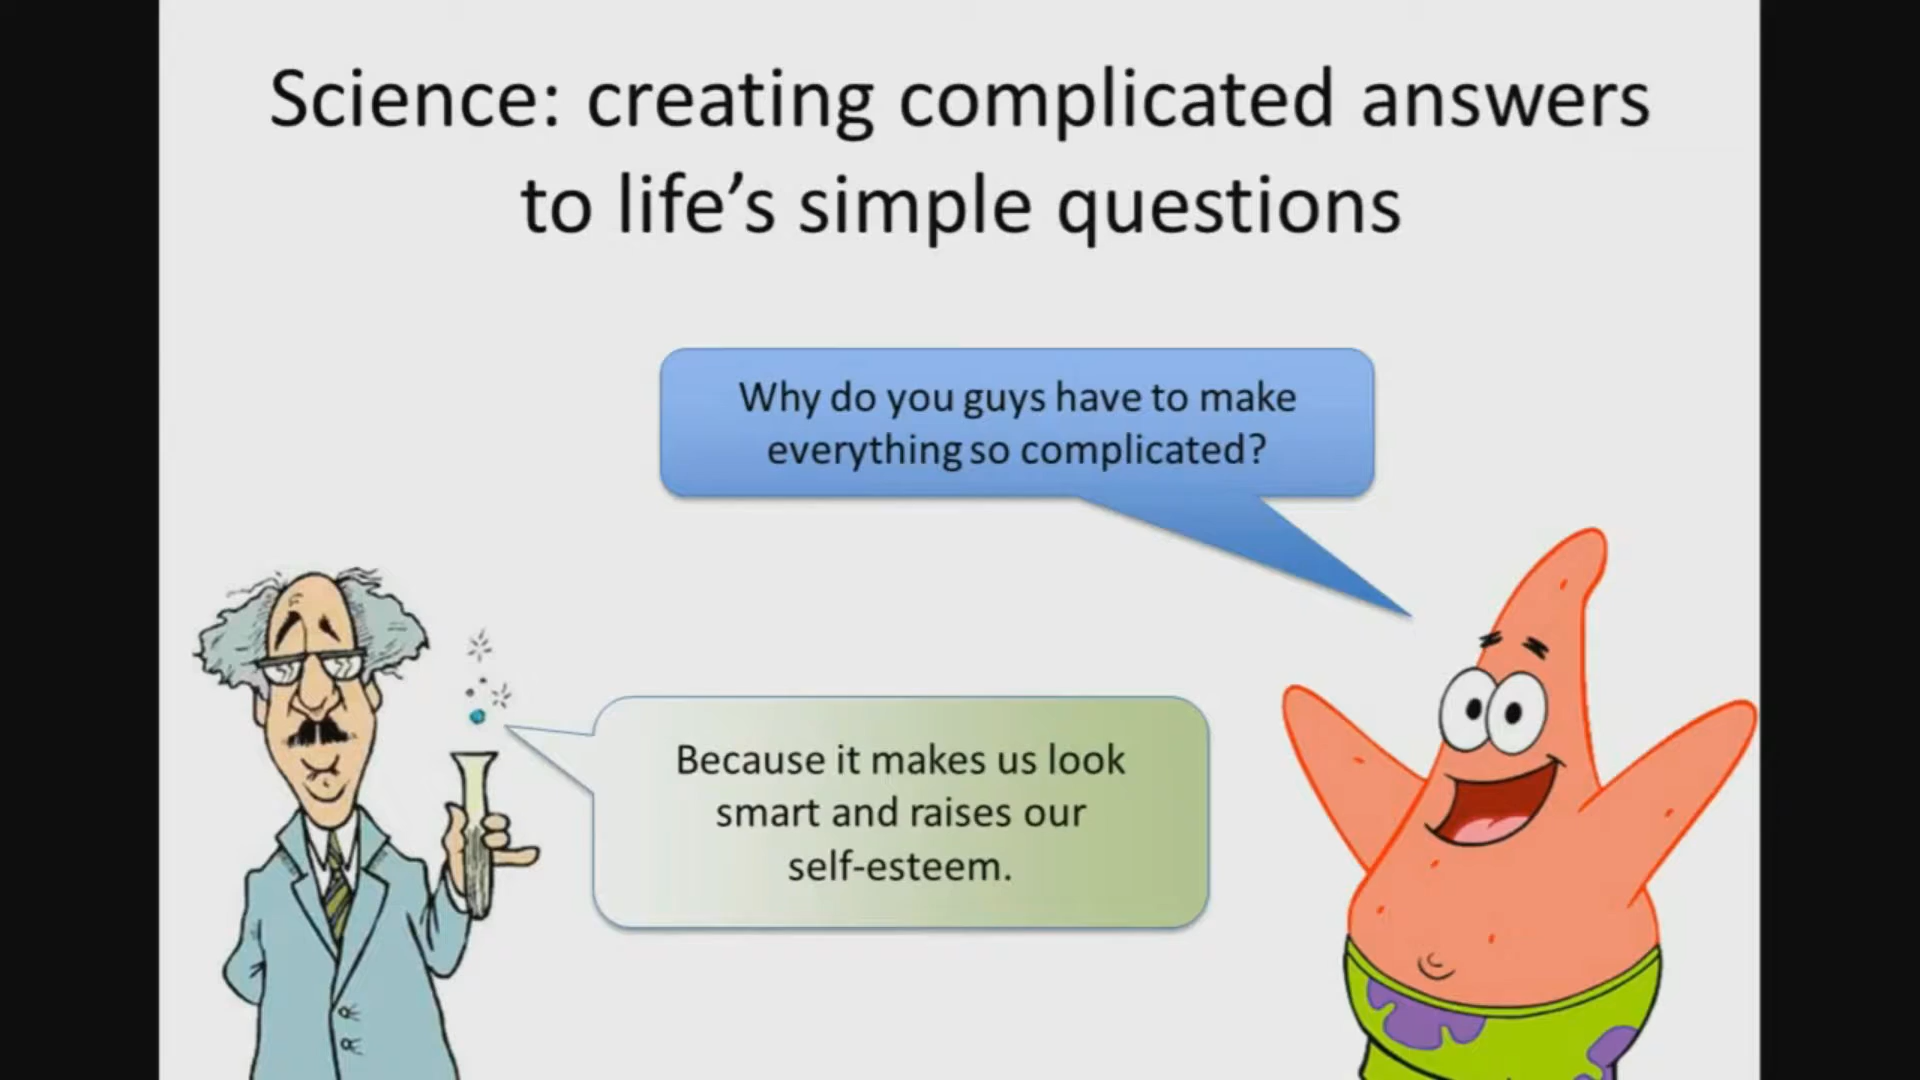 Science: creating complicated answers
to life’s simple questions
Why do you guys have to make
everything so complicated?
Because it makes us look
smart and raises our
self-esteem.